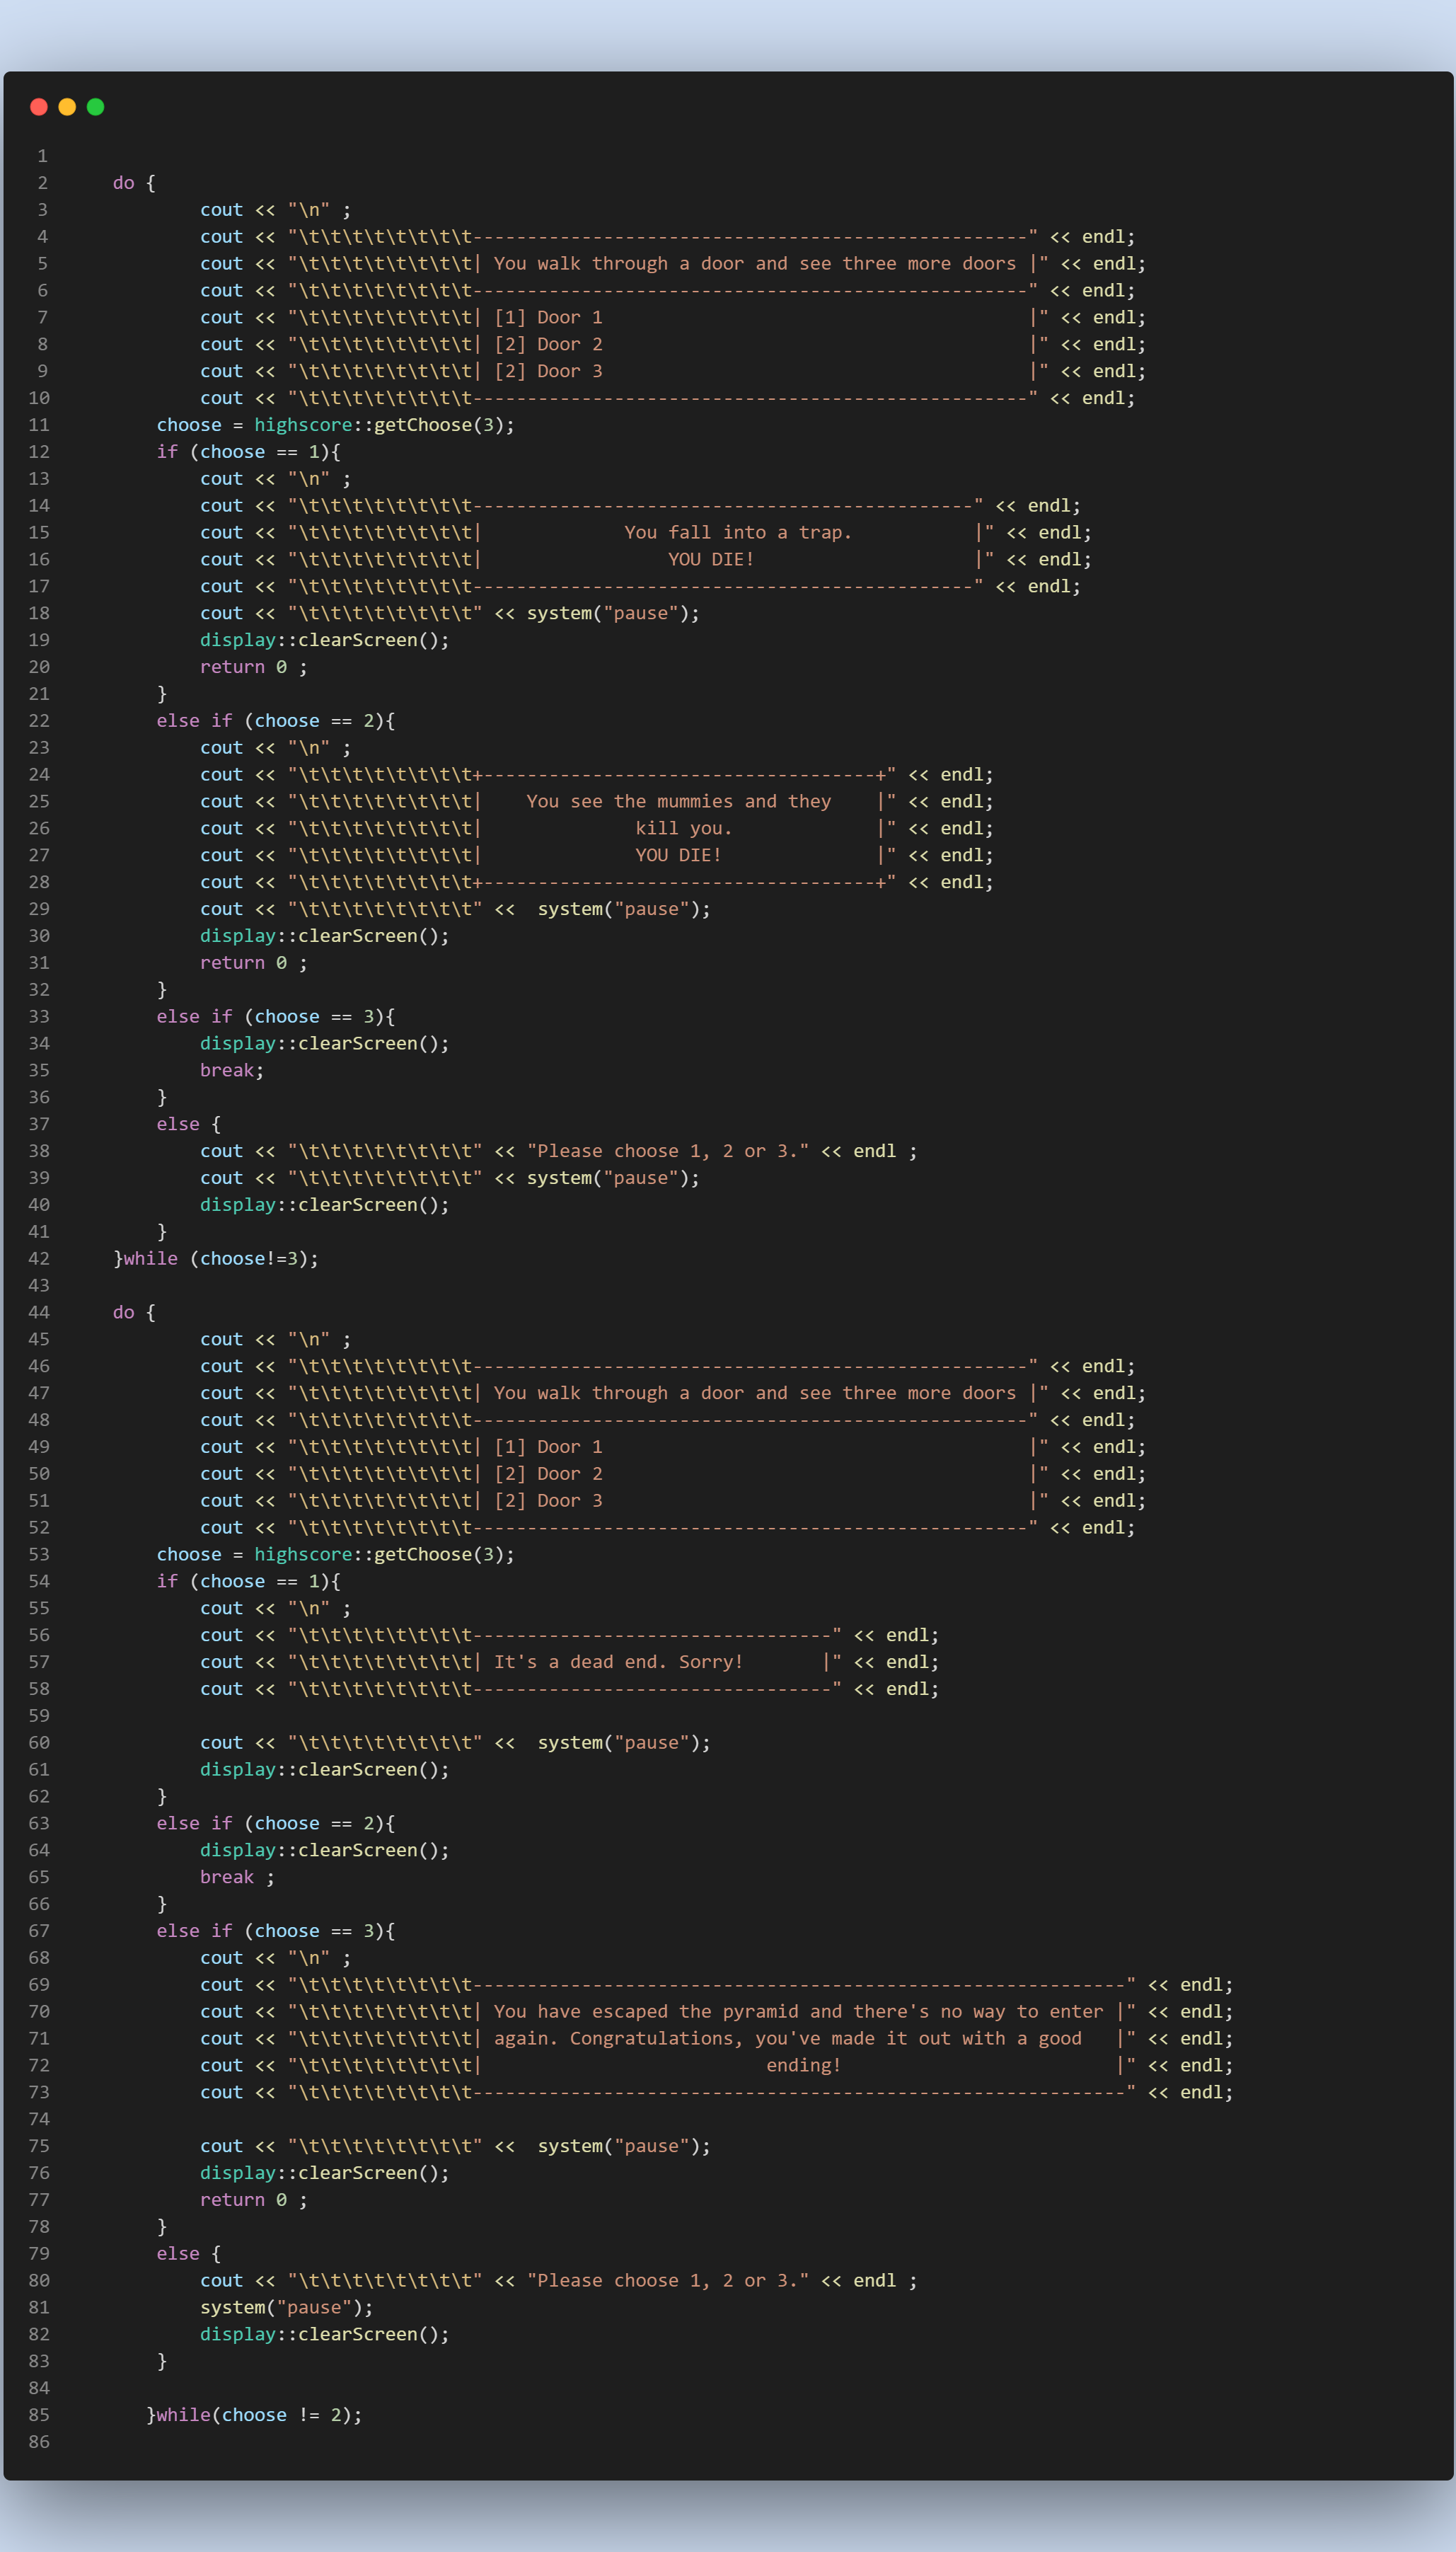 1
2 do {
3 cout << "\n" ;
4 cout << "\t\t\t\t\t\t\t\t---------------------------------------------------" << endl;
5 cout << "\t\t\t\t\t\t\t\t| You walk through a door and see three more doors |" << endl;
6 cout << "\t\t\t\t\t\t\t\t---------------------------------------------------" << endl;
7 cout << "\t\t\t\t\t\t\t\t| [1] Door 1                                       |" << endl;
8 cout << "\t\t\t\t\t\t\t\t| [2] Door 2                                       |" << endl;
9 cout << "\t\t\t\t\t\t\t\t| [2] Door 3                                       |" << endl;
10 cout << "\t\t\t\t\t\t\t\t---------------------------------------------------" << endl;
11 choose = highscore::getChoose(3);
12 if (choose == 1){
13 cout << "\n" ;
14 cout << "\t\t\t\t\t\t\t\t----------------------------------------------" << endl;
15 cout << "\t\t\t\t\t\t\t\t|             You fall into a trap.           |" << endl;
16 cout << "\t\t\t\t\t\t\t\t|                 YOU DIE!                    |" << endl;
17 cout << "\t\t\t\t\t\t\t\t----------------------------------------------" << endl;
18 cout << "\t\t\t\t\t\t\t\t" << system("pause");
19 display::clearScreen();
20 return 0 ;
21 }
22 else if (choose == 2){
23 cout << "\n" ;
24 cout << "\t\t\t\t\t\t\t\t+------------------------------------+" << endl;
25 cout << "\t\t\t\t\t\t\t\t|    You see the mummies and they    |" << endl;
26 cout << "\t\t\t\t\t\t\t\t|              kill you.             |" << endl;
27 cout << "\t\t\t\t\t\t\t\t|              YOU DIE!              |" << endl;
28 cout << "\t\t\t\t\t\t\t\t+------------------------------------+" << endl;
29 cout << "\t\t\t\t\t\t\t\t" <<  system("pause");
30 display::clearScreen();
31 return 0 ;
32 }
33 else if (choose == 3){
34 display::clearScreen();
35 break;
36 }
37 else {
38 cout << "\t\t\t\t\t\t\t\t" << "Please choose 1, 2 or 3." << endl ;
39 cout << "\t\t\t\t\t\t\t\t" << system("pause");
40 display::clearScreen();
41 }
42 }while (choose!=3);
43
44 do {
45 cout << "\n" ;
46 cout << "\t\t\t\t\t\t\t\t---------------------------------------------------" << endl;
47 cout << "\t\t\t\t\t\t\t\t| You walk through a door and see three more doors |" << endl;
48 cout << "\t\t\t\t\t\t\t\t---------------------------------------------------" << endl;
49 cout << "\t\t\t\t\t\t\t\t| [1] Door 1                                       |" << endl;
50 cout << "\t\t\t\t\t\t\t\t| [2] Door 2                                       |" << endl;
51 cout << "\t\t\t\t\t\t\t\t| [2] Door 3                                       |" << endl;
52 cout << "\t\t\t\t\t\t\t\t---------------------------------------------------" << endl;
53 choose = highscore::getChoose(3);
54 if (choose == 1){
55 cout << "\n" ;
56 cout << "\t\t\t\t\t\t\t\t---------------------------------" << endl;
57 cout << "\t\t\t\t\t\t\t\t| It's a dead end. Sorry!       |" << endl;
58 cout << "\t\t\t\t\t\t\t\t---------------------------------" << endl;
59
60 cout << "\t\t\t\t\t\t\t\t" <<  system("pause");
61 display::clearScreen();
62 }
63 else if (choose == 2){
64 display::clearScreen();
65 break ;
66 }
67 else if (choose == 3){
68 cout << "\n" ;
69 cout << "\t\t\t\t\t\t\t\t------------------------------------------------------------" << endl;
70 cout << "\t\t\t\t\t\t\t\t| You have escaped the pyramid and there's no way to enter |" << endl;
71 cout << "\t\t\t\t\t\t\t\t| again. Congratulations, you've made it out with a good   |" << endl;
72 cout << "\t\t\t\t\t\t\t\t|                          ending!                         |" << endl;
73 cout << "\t\t\t\t\t\t\t\t------------------------------------------------------------" << endl;
74
75 cout << "\t\t\t\t\t\t\t\t" <<  system("pause");
76 display::clearScreen();
77 return 0 ;
78 }
79 else {
80 cout << "\t\t\t\t\t\t\t\t" << "Please choose 1, 2 or 3." << endl ;
81 system("pause");
82 display::clearScreen();
83 }
84
85 }while(choose != 2);
86